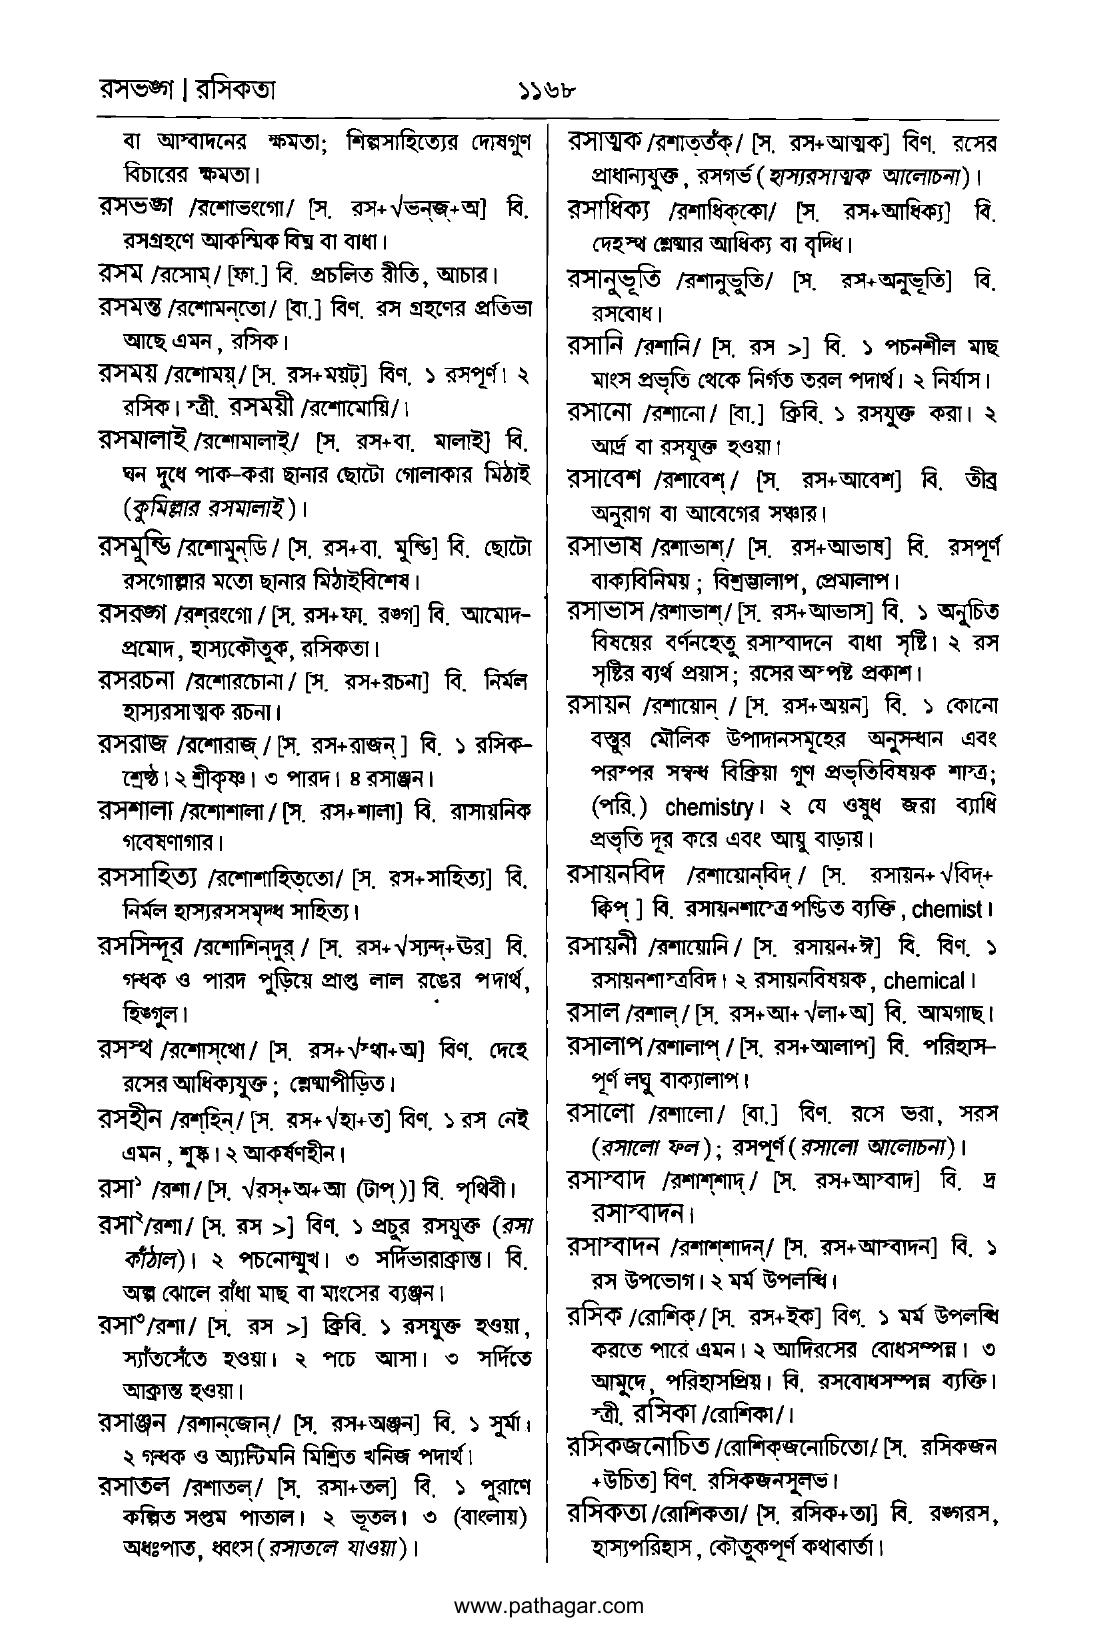 রসভঙ্গ | রসিকতা
১১৬৮
বা আস্বাদনের ক্ষমতা; শিল্পসাহিত্যের দোষগুণ
বিচারের ক্ষমতা।
রসভঙ্গ /রশোভংগো/ [স. রস+√ভন্‌জ্‌+অ] বি.
রসগ্রহণে আকস্মিক বিঘ্ন বা বাধা।
রসম /রসোম্‌/ [ফা.] বি. প্রচলিত রীতি, আচার।
রসমন্ত /রশোমন্‌তো/ [বা.] বিণ. রস গ্রহণের প্রতিভা
আছে এমন, রসিক।
রসময় /রশোময়্‌/ [স. রস+ময়ট্‌] বিণ. ১ রসপূর্ণ। ২
রসিক। স্ত্রী. রসময়ী /রশোমোয়ি/।
রসমালাই /রশোমালাই/ [স. রস+বা. মালাই] বি.
ঘন দুধে পাক-করা ছানার ছোটো গোলাকার মিঠাই
(কুমিল্লার রসমালাই)।
রসমুন্ডি /রশোমুন্‌ডি/ [স. রস+বা. মুন্ডি] বি. ছোটো
রসগোল্লার মতো ছানার মিঠাইবিশেষ।
রসরঙ্গ /রশ্‌রংগো/ [স. রস+ফা. রঙ্গ] বি. আমোদ-
প্রমোদ, হাস্যকৌতুক, রসিকতা।
রসরচনা /রশোরচোনা/ [স. রস+রচনা] বি. নির্মল
হাস্যরসাত্মক রচনা।
রসরাজ /রশোরাজ্‌/ [স. রস+রাজন্‌] বি. ১ রসিক-
শ্রেষ্ঠ। ২ শ্রীকৃষ্ণ। ৩ পারদ। ৪ রসাঞ্জন।
রসশালা /রশোশালা/ [স. রস+শালা] বি. রাসায়নিক
গবেষণাগার।
রসসাহিত্য /রশোশাহিত্‌তো/ [স. রস+সাহিত্য] বি.
নির্মল হাস্যরসসমৃদ্ধ সাহিত্য।
রসসিন্দূর /রশোশিন্‌দুর্‌/ [স. রস+√স্যন্দ্‌+ঊর] বি.
গন্ধক ও পারদ পুড়িয়ে প্রাপ্ত লাল রঙের পদার্থ,
হিঙ্গুল।
রসস্থ /রশোস্‌থো/ [স. রস+√স্থা+অ] বিণ. দেহে
রসের আধিক্যযুক্ত; শ্লেষ্মাপীড়িত।
রসহীন /রশ্‌হিন্‌/ [স. রস+√হা+ত] বিণ. ১ রস নেই
এমন, শুষ্ক। ২ আকর্ষণহীন।
রসা১ /রশা/ [স. √রস্‌+অ+আ (টাপ্‌)] বি. পৃথিবী।
রসা২ /রশা/ [স. রস >] বিণ. ১ প্রচুর রসযুক্ত (রসা
কাঁঠাল)। ২ পচনোন্মুখ। ৩ সর্দিভারাক্রান্ত। বি.
অল্প ঝোলে রাঁধা মাছ বা মাংসের ব্যঞ্জন।
রসা৩ /রশা/ [স. রস >] ক্রিবি. ১ রসযুক্ত হওয়া,
স্যাঁতসেঁতে হওয়া। ২ পচে আসা। ৩ সর্দিতে
আক্রান্ত হওয়া।
রসাঞ্জন /রশান্‌জোন্‌/ [স. রস+অঞ্জন] বি. ১ সুর্মা।
২ গন্ধক ও অ্যান্টিমনি মিশ্রিত খনিজ পদার্থ।
রসাতল /রশাতল্‌/ [স. রসা+তল] বি. ১ পুরাণে
কল্পিত সপ্তম পাতাল। ২ ভূতল। ৩ (বাংলায়)
অধঃপাত, ধ্বংস (রসাতলে যাওয়া)।
রসাত্মক /রশাত্‌তঁক্‌/ [স. রস+আত্মক] বিণ. রসের
প্রাধান্যযুক্ত, রসগর্ভ (হাস্যরসাত্মক আলোচনা)।
রসাধিক্য /রশাধিক্‌কো/ [স. রস+আধিক্য] বি.
দেহস্থ শ্লেষ্মার আধিক্য বা বৃদ্ধি।
রসানুভূতি /রশানুভুতি/ [স. রস+অনুভূতি] বি.
রসবোধ।
রসানি /রশানি/ [স. রস >] বি. ১ পচনশীল মাছ
মাংস প্রভৃতি থেকে নির্গত তরল পদার্থ। ২ নির্যাস।
রসানো /রশানো/ [বা.] ক্রিবি. ১ রসযুক্ত করা। ২
আর্দ্র বা রসযুক্ত হওয়া।
রসাবেশ /রশাবেশ্‌/ [স. রস+আবেশ] বি. তীব্র
অনুরাগ বা আবেগের সঞ্চার।
রসাভাষ /রশাভাশ্‌/ [স. রস+আভাষ] বি. রসপূর্ণ
বাক্যবিনিময়; বিশ্রম্ভালাপ, প্রেমালাপ।
রসাভাস /রশাভাশ্‌/ [স. রস+আভাস] বি. ১ অনুচিত
বিষয়ের বর্ণনহেতু রসাস্বাদনে বাধা সৃষ্টি। ২ রস
সৃষ্টির ব্যর্থ প্রয়াস; রসের অস্পষ্ট প্রকাশ।
রসায়ন /রশায়োন্‌/ [স. রস+অয়ন] বি. ১ কোনো
বস্তুর মৌলিক উপাদানসমূহের অনুসন্ধান এবং
পরস্পর সম্বন্ধ বিক্রিয়া গুণ প্রভৃতিবিষয়ক শাস্ত্র;
(পরি.) chemistry। ২ যে ওষুধ জরা ব্যাধি
প্রভৃতি দূর করে এবং আয়ু বাড়ায়।
রসায়নবিদ /রশায়োন্‌বিদ্‌/ [স. রসায়ন+√বিদ্‌+
ক্বিপ্‌] বি. রসায়নশাস্ত্রে পণ্ডিত ব্যক্তি, chemist।
রসায়নী /রশায়োনি/ [স. রসায়ন+ঈ] বি. বিণ. ১
রসায়নশাস্ত্রবিদ। ২ রসায়নবিষয়ক, chemical।
রসাল /রশাল্‌/ [স. রস+আ+√লা+অ] বি. আমগাছ।
রসালাপ /রশালাপ্‌/ [স. রস+আলাপ] বি. পরিহাস-
পূর্ণ লঘু বাক্যালাপ।
রসালো /রশালো/ [বা.] বিণ. রসে ভরা, সরস
(রসালো ফল); রসপূর্ণ (রসালো আলোচনা)।
রসাস্বাদ /রশাশ্‌শাদ্‌/ [স. রস+আস্বাদ] বি. দ্র
রসাস্বাদন।
রসাস্বাদন /রশাশ্‌শাদন্‌/ [স. রস+আস্বাদন] বি. ১
রস উপভোগ। ২ মর্ম উপলব্ধি।
রসিক /রোশিক্‌/ [স. রস+ইক] বিণ. ১ মর্ম উপলব্ধি
করতে পারে এমন। ২ আদিরসের বোধসম্পন্ন। ৩
আমুদে, পরিহাসপ্রিয়। বি. রসবোধসম্পন্ন ব্যক্তি।
স্ত্রী. রসিকা /রোশিকা/।
রসিকজনোচিত /রোশিক্‌জনোচিতো/ [স. রসিকজন
+উচিত] বিণ. রসিকজনসুলভ।
রসিকতা /রোশিকতা/ [স. রসিক+তা] বি. রঙ্গরস,
হাস্যপরিহাস, কৌতুকপূর্ণ কথাবার্তা।
www.pathagar.com